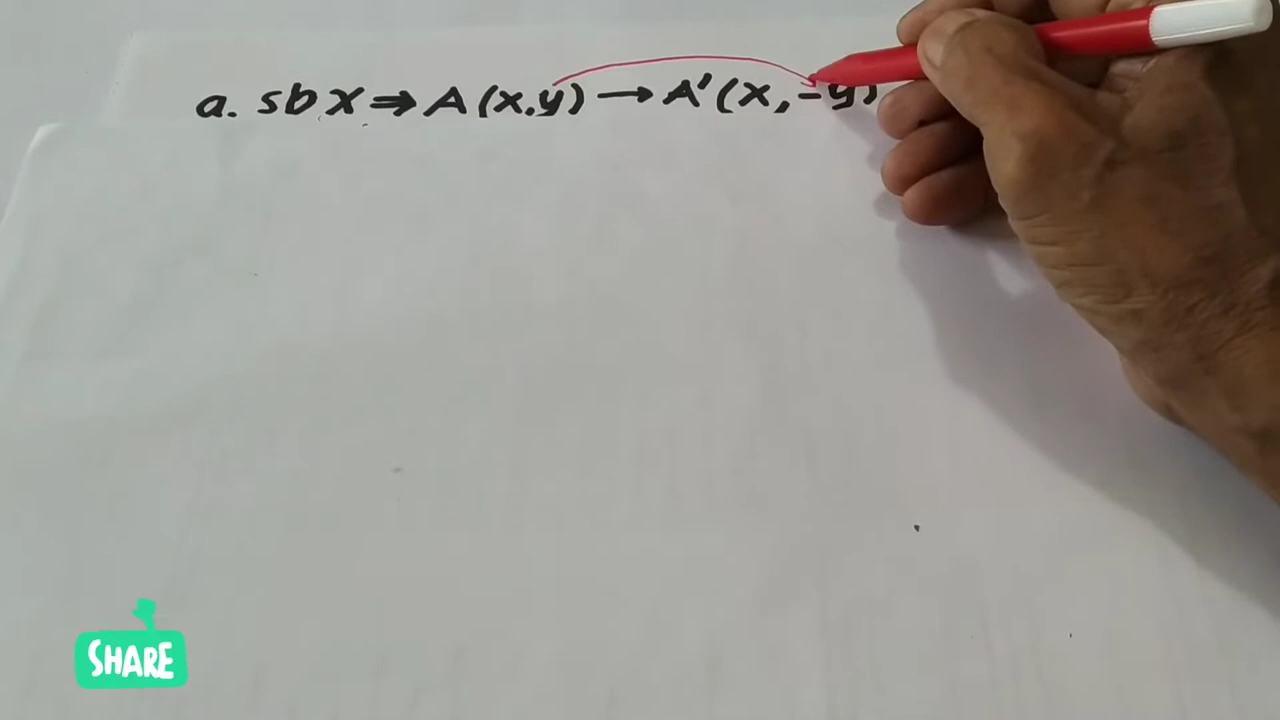 a. sb X ⇒ A (x,y) → A'(x, -y)
SHARE